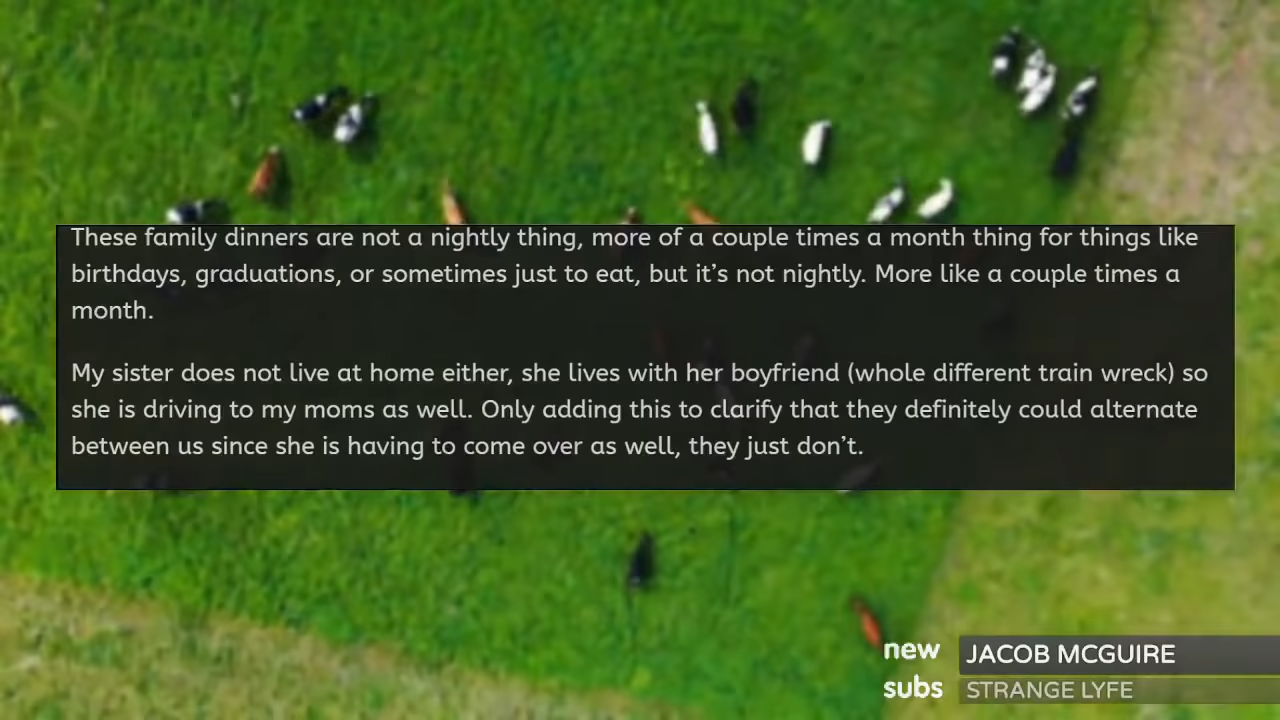 These family dinners are not a nightly thing, more of a couple times a month thing for things like
birthdays, graduations, or sometimes just to eat, but it’s not nightly. More like a couple times a
month.
My sister does not live at home either, she lives with her boyfriend (whole different train wreck) so
she is driving to my moms as well. Only adding this to clarify that they definitely could alternate
between us since she is having to come over as well, they just don’t.
new
JACOB MCGUIRE
subs
STRANGE LYFE